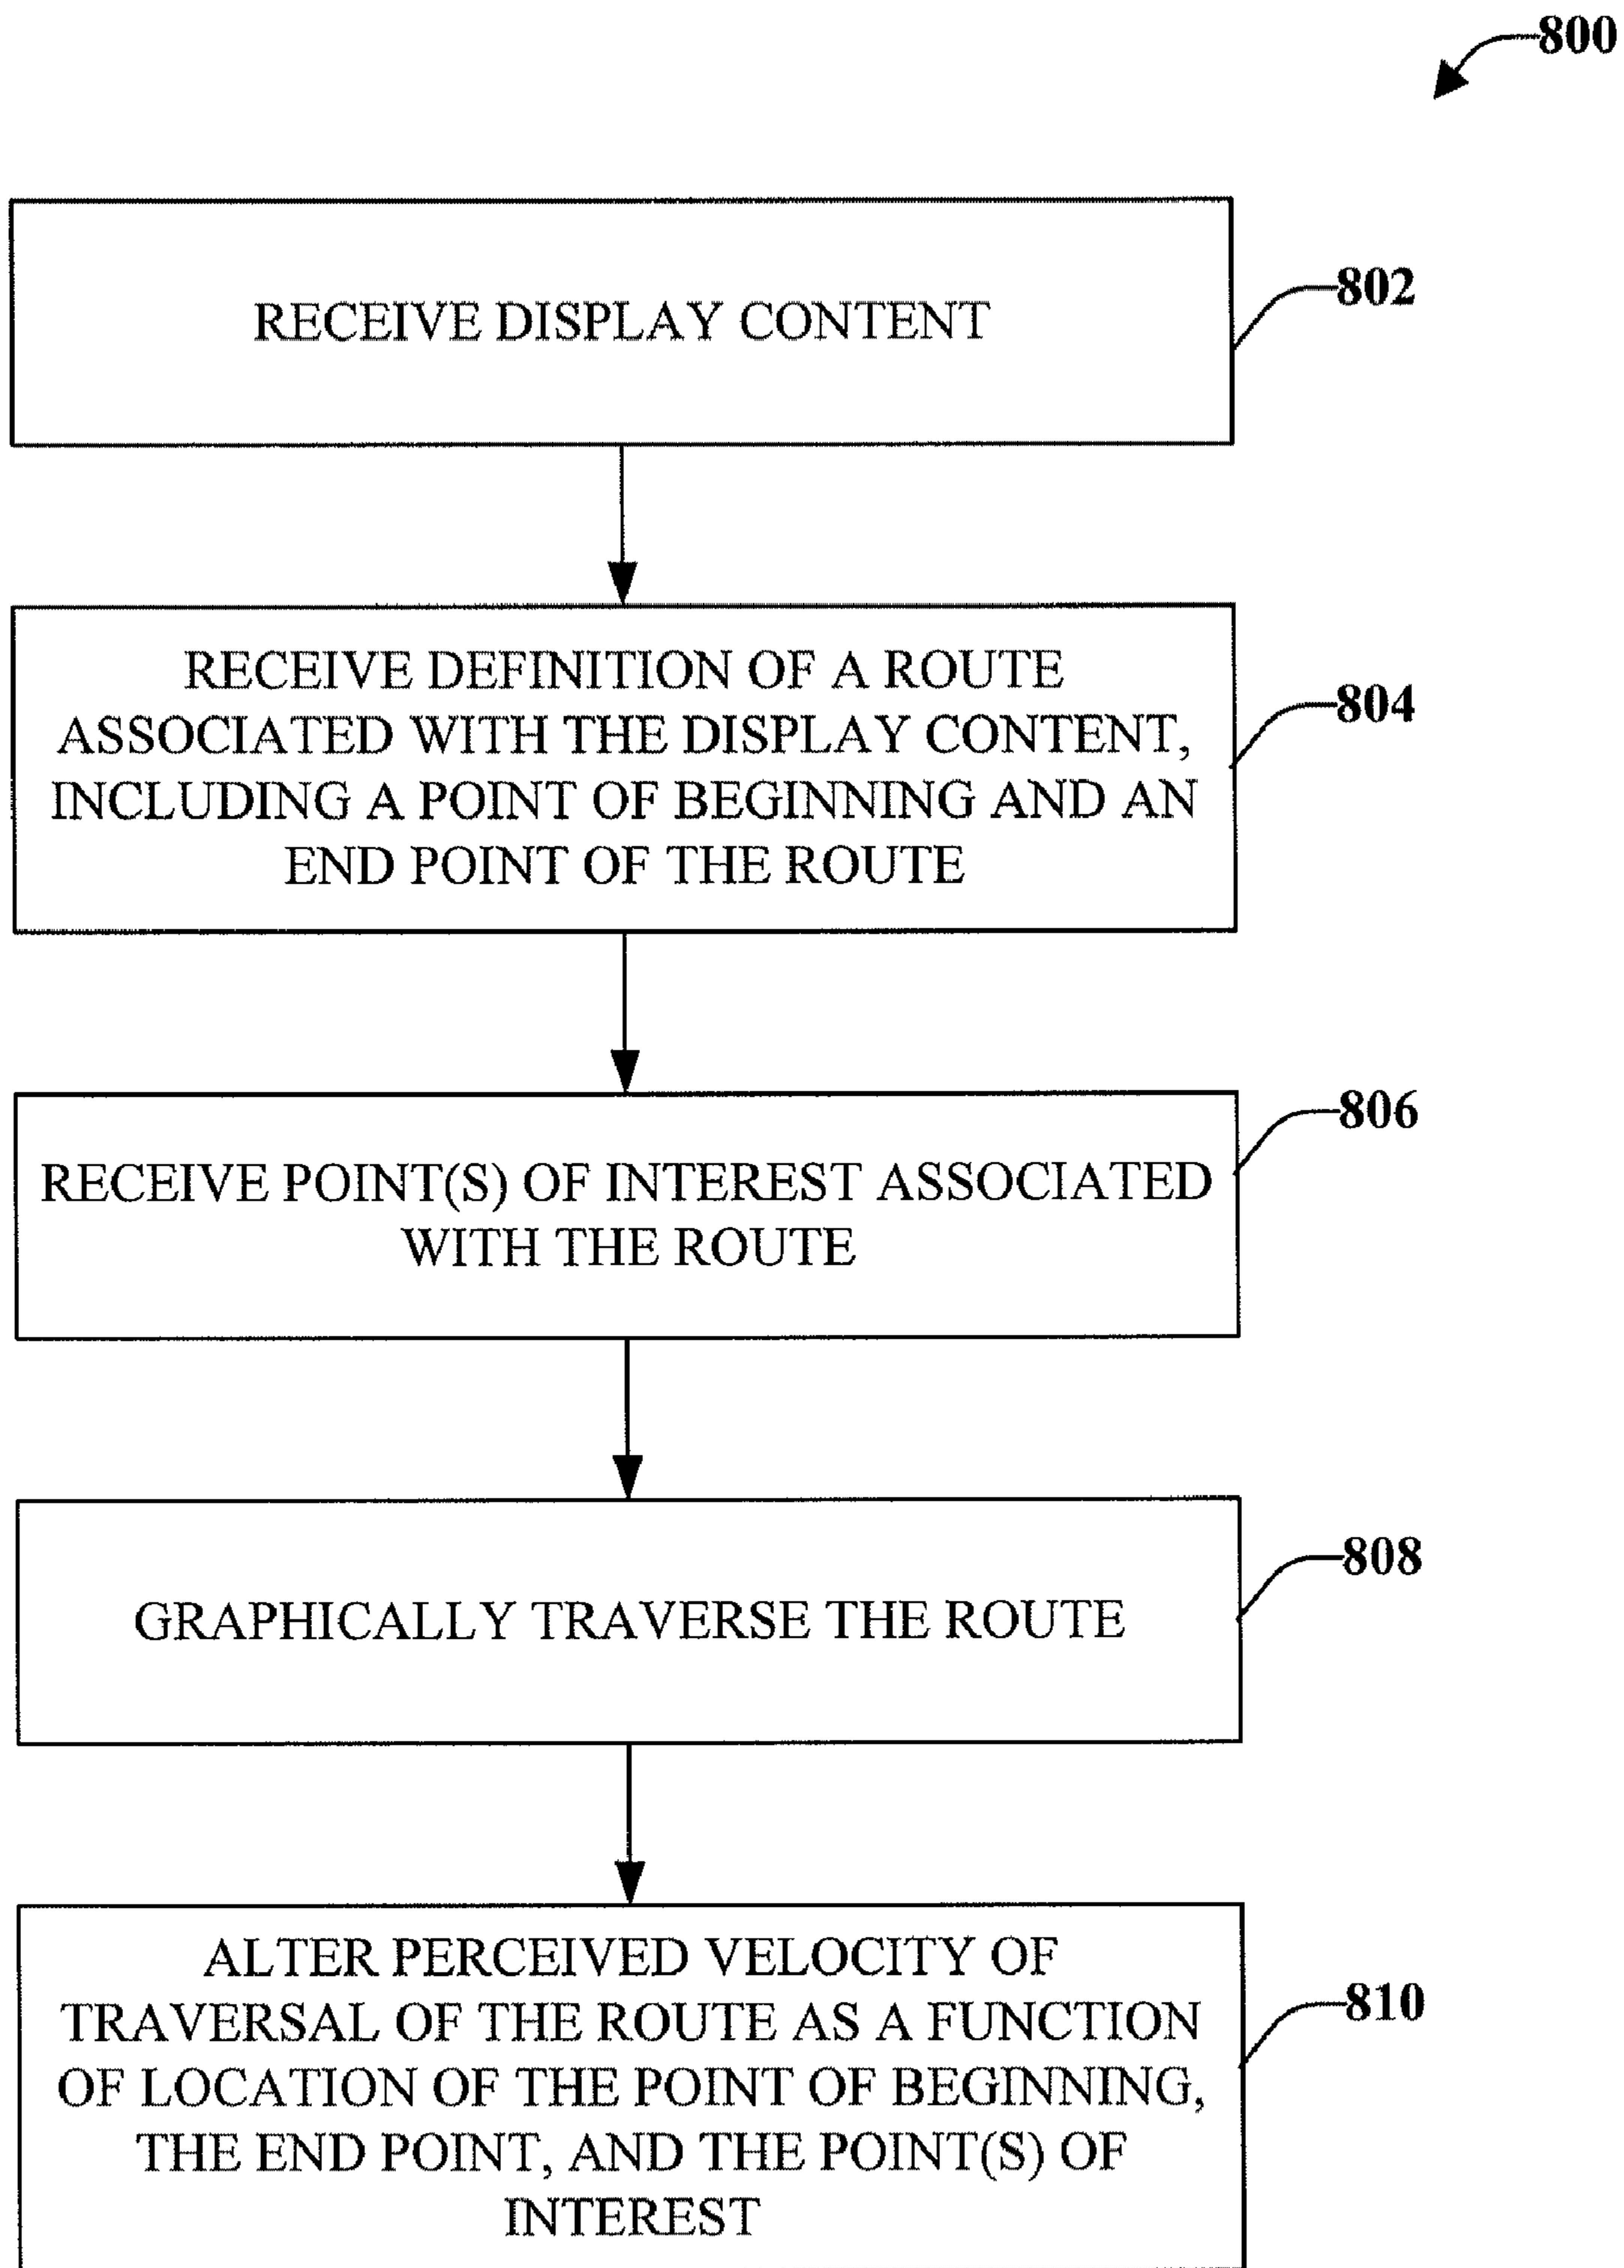 800
RECEIVE DISPLAY CONTENT
802
RECEIVE DEFINITION OF A ROUTE
ASSOCIATED WITH THE DISPLAY CONTENT,
INCLUDING A POINT OF BEGINNING AND AN
END POINT OF THE ROUTE
804
RECEIVE POINT(S) OF INTEREST ASSOCIATED
WITH THE ROUTE
806
GRAPHICALLY TRAVERSE THE ROUTE
808
ALTER PERCEIVED VELOCITY OF
TRAVERSAL OF THE ROUTE AS A FUNCTION
OF LOCATION OF THE POINT OF BEGINNING,
THE END POINT, AND THE POINT(S) OF
INTEREST
810